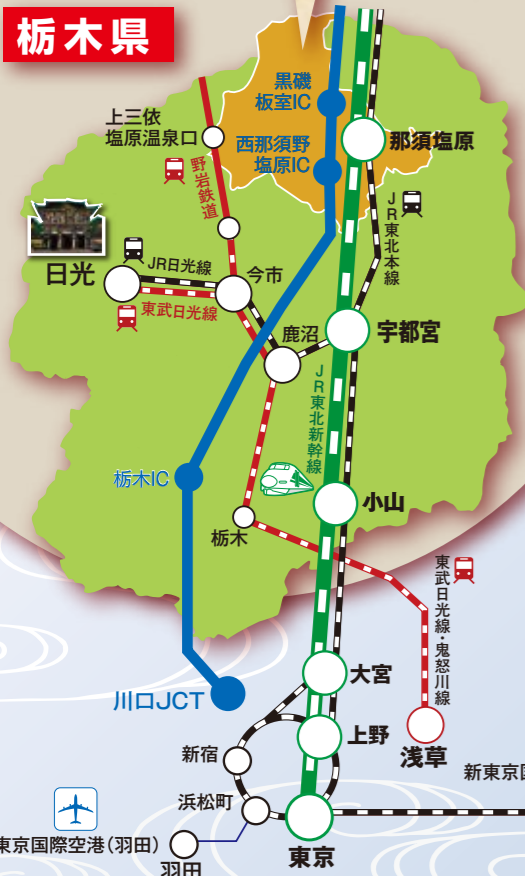 栃木県
黒磯
板室IC
上三依
塩原温泉口
西那須野
塩原IC
那須塩原
野岩鉄道
JR東北本線
日光
JR日光線
今市
東武日光線
鹿沼
宇都宮
JR東北新幹線
栃木IC
小山
栃木
東武日光線・鬼怒川線
大宮
川口JCT
上野
浅草
新宿
新東京国
浜松町
東京国際空港(羽田)
東京
羽田